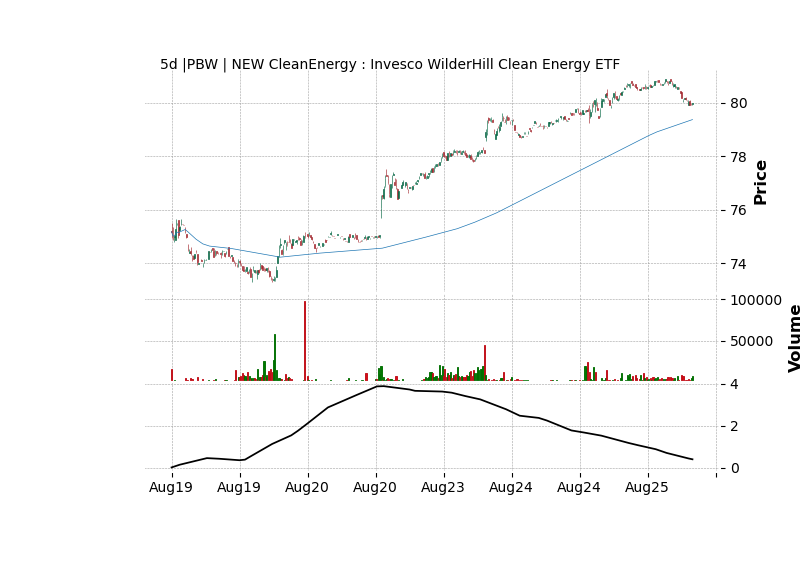 5d |PBW | NEW CleanEnergy : Invesco WilderHill Clean Energy ETF
80
78
76
74
Price
100000
50000
Volume
4
2
0
Aug19 Aug19 Aug20 Aug20 Aug23 Aug24 Aug24 Aug25